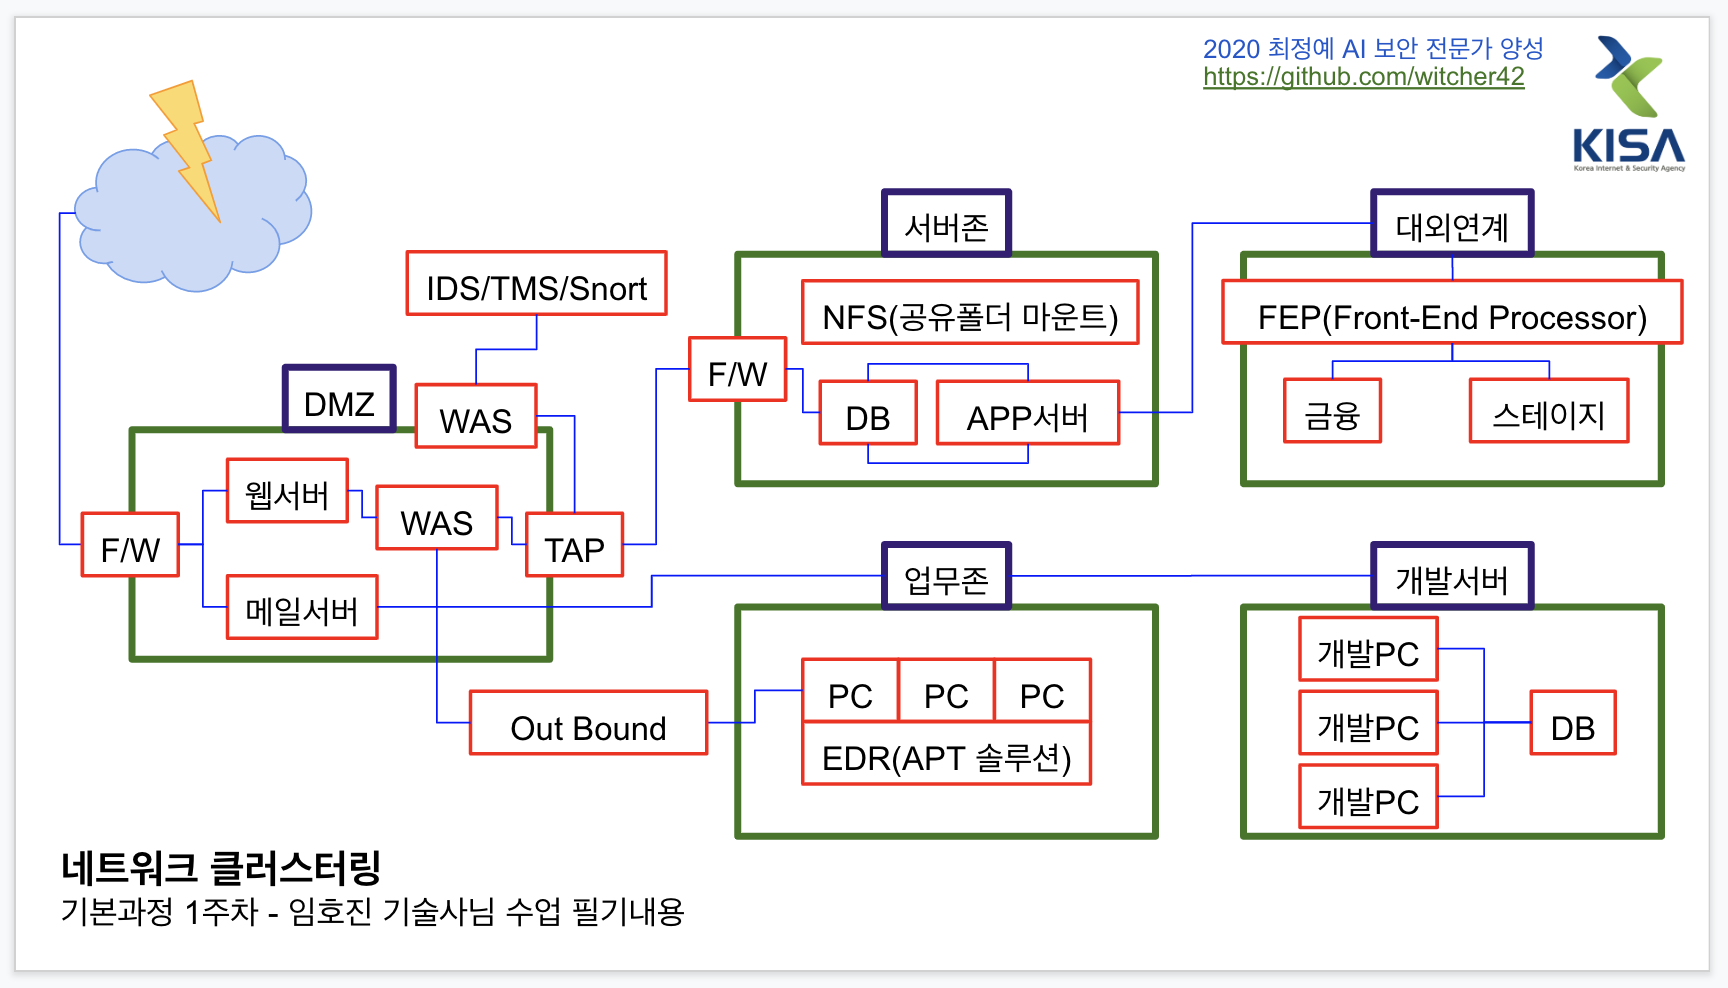 2020 최정예 AI 보안 전문가 양성
https://github.com/witcher42
KISA
Korea Internet & Security Agency
서버존
대외연계
IDS/TMS/Snort
NFS(공유폴더 마운트)
FEP(Front-End Processor)
F/W
DMZ
WAS
DB
APP서버
금융
스테이지
웹서버
WAS
F/W
TAP
메일서버
업무존
개발서버
개발PC
PC
PC
PC
Out Bound
개발PC
DB
EDR(APT 솔루션)
개발PC
네트워크 클러스터링
기본과정 1주차 - 임호진 기술사님 수업 필기내용